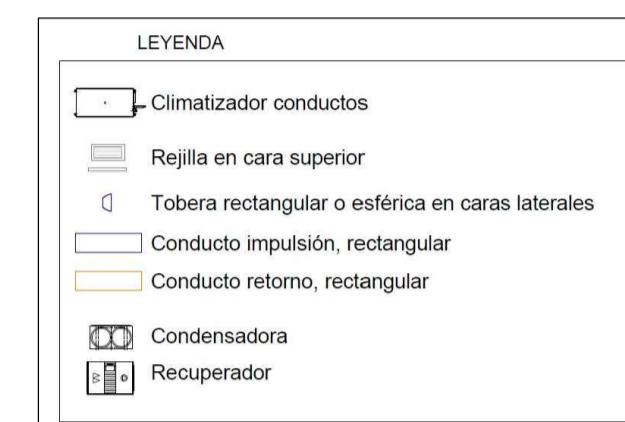 LEYENDA
Climatizador conductos
Rejilla en cara superior
Tobera rectangular o esférica en caras laterales
Conducto impulsión, rectangular
Conducto retorno, rectangular
Condensadora
Recuperador